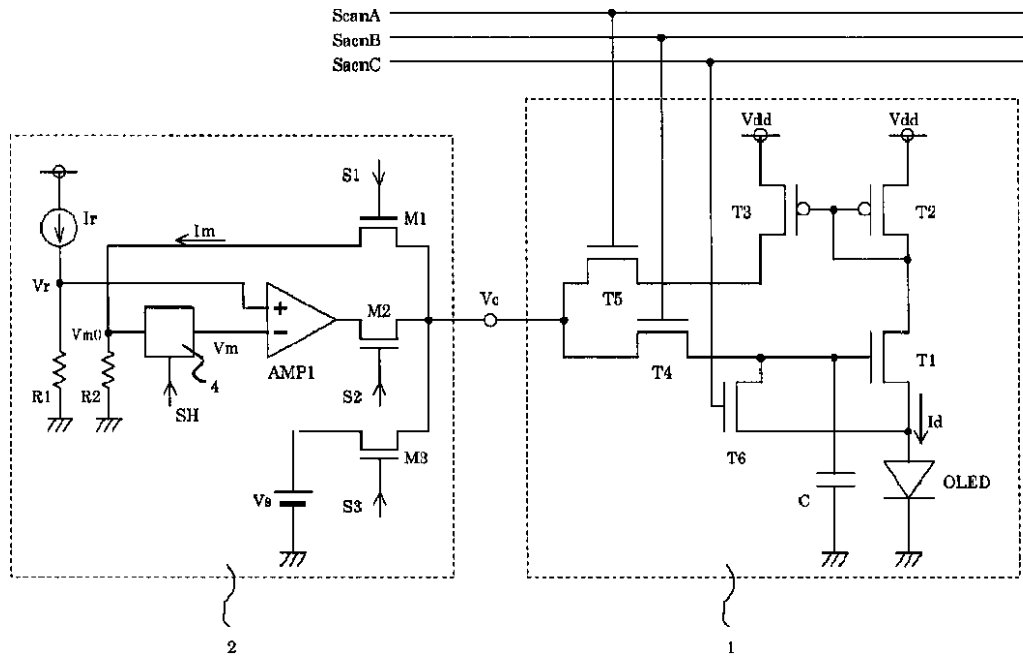 ScanA
SacnB
SacnC
Vdd
Vdd
S1
M1
T3
T2
Ir
Im
Vr
T5
Vm0
M2
Vc
Vm
AMP1
T4
T1
R1
R2
4
SH
S2
Id
M3
T6
Vs
S3
C
OLED
2
1